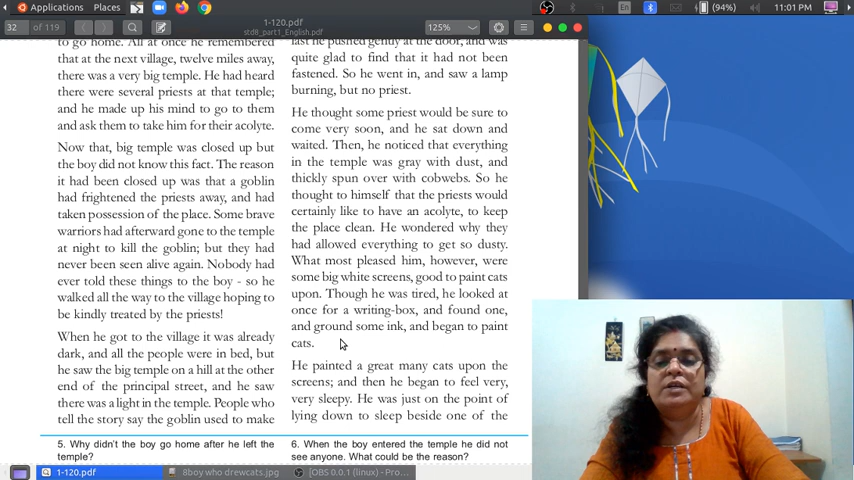 Applications
Places
En
(94%)
11:01 PM
32
of 119
1-120.pdf
std8_part1_English.pdf
125%
to go home. All at once he remembered
that at the next village, twelve miles away,
there was a very big temple. He had heard
there were several priests at that temple;
and he made up his mind to go to them
and ask them to take him for their acolyte.
Now that, big temple was closed up but
the boy did not know this fact. The reason
it had been closed up was that a goblin
had frightened the priests away, and had
taken possession of the place. Some brave
warriors had afterward gone to the temple
at night to kill the goblin; but they had
never been seen alive again. Nobody had
ever told these things to the boy - so he
walked all the way to the village hoping to
be kindly treated by the priests!
When he got to the village it was already
dark, and all the people were in bed, but
he saw the big temple on a hill at the other
end of the principal street, and he saw
there was a light in the temple. People who
tell the story say the goblin used to make
last he pushed gently at the door, and was
quite glad to find that it had not been
fastened. So he went in, and saw a lamp
burning, but no priest.
He thought some priest would be sure to
come very soon, and he sat down and
waited. Then, he noticed that everything
in the temple was gray with dust, and
thickly spun over with cobwebs. So he
thought to himself that the priests would
certainly like to have an acolyte, to keep
the place clean. He wondered why they
had allowed everything to get so dusty.
What most pleased him, however, were
some big white screens, good to paint cats
upon. Though he was tired, he looked at
once for a writing-box, and found one,
and ground some ink, and began to paint
cats.
He painted a great many cats upon the
screens; and then he began to feel very,
very sleepy. He was just on the point of
lying down to sleep beside one of the
5. Why didn't the boy go home after he left the
temple?
6. When the boy entered the temple he did not
see anyone. What could be the reason?
1-120.pdf
8boy who drewcats.jpg
[OBS 0.0.1 (linux) - Pro...